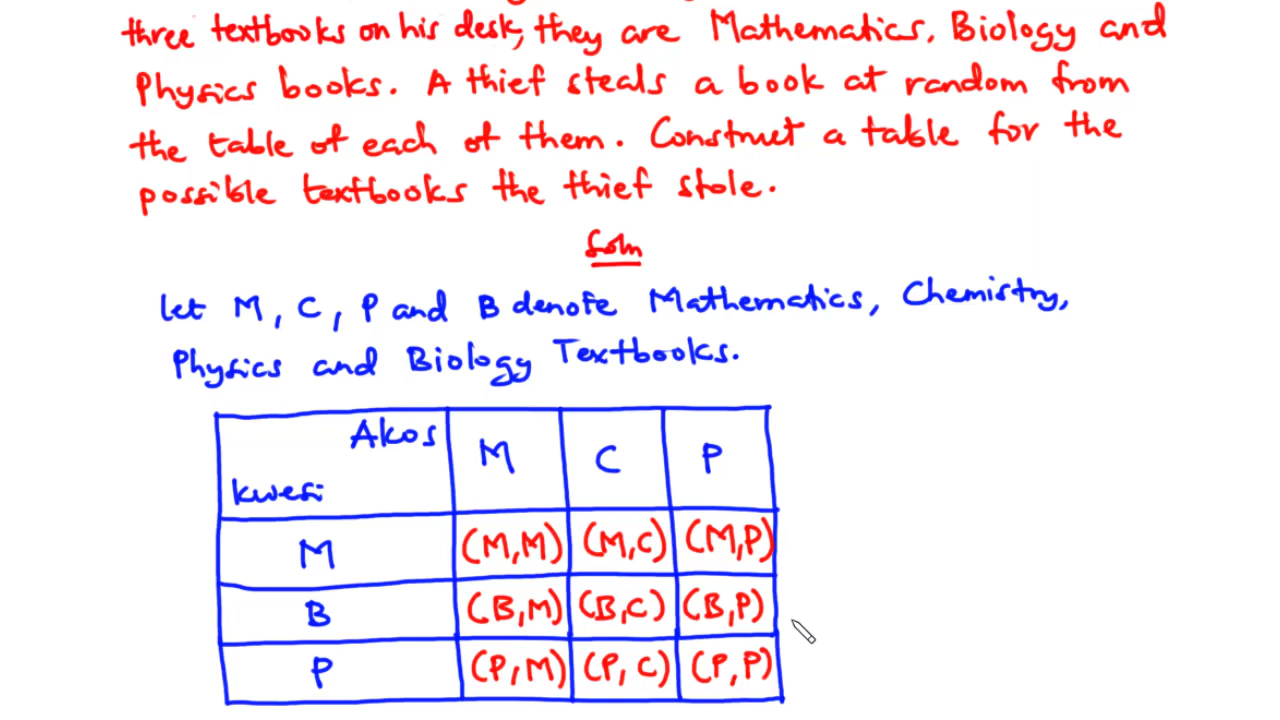 three textbooks on his desk, they are Mathematics, Biology and
Physics books. A thief steals a book at random from
the table of each of them. Construct a table for the
possible textbooks the thief stole.
Soln
let M, C, P and B denote Mathematics, Chemistry,
Physics and Biology Textbooks.
Akos M C P
Kwesi
M (M,M) (M,C) (M,P)
B (B,M) (B,C) (B,P)
P (P,M) (P,C) (P,P)